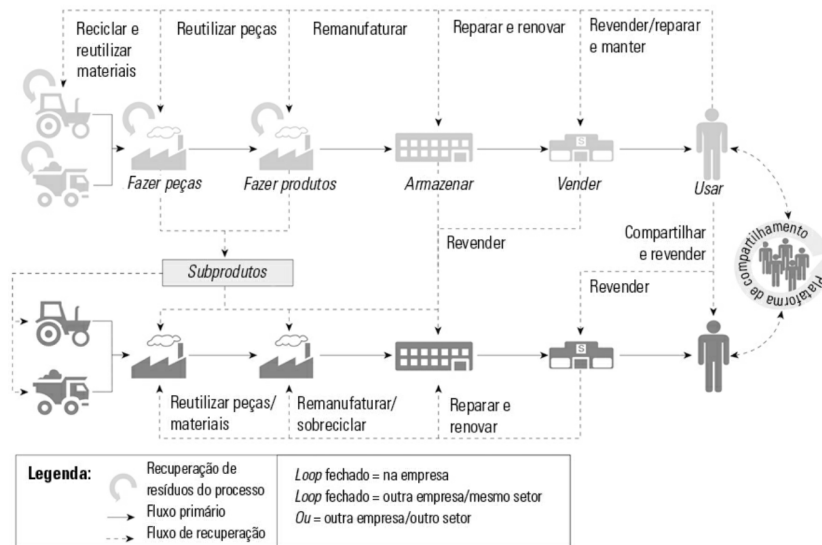 Reciclar e
reutilizar
materiais
Reutilizar peças
Remanufaturar
Reparar e renovar
Revender/reparar
e manter
Fazer peças
Fazer produtos
Armazenar
S
Vender
Usar
Subprodutos
Revender
Compartilhar
e revender
Plataforma de compartilhamento
Revender
S
Reutilizar peças/
materiais
Remanufaturar/
sobreciclar
Reparar e
renovar
Legenda:
Recuperação de
resíduos do processo
Fluxo primário
Fluxo de recuperação
Loop fechado = na empresa
Loop fechado = outra empresa/mesmo setor
Ou = outra empresa/outro setor